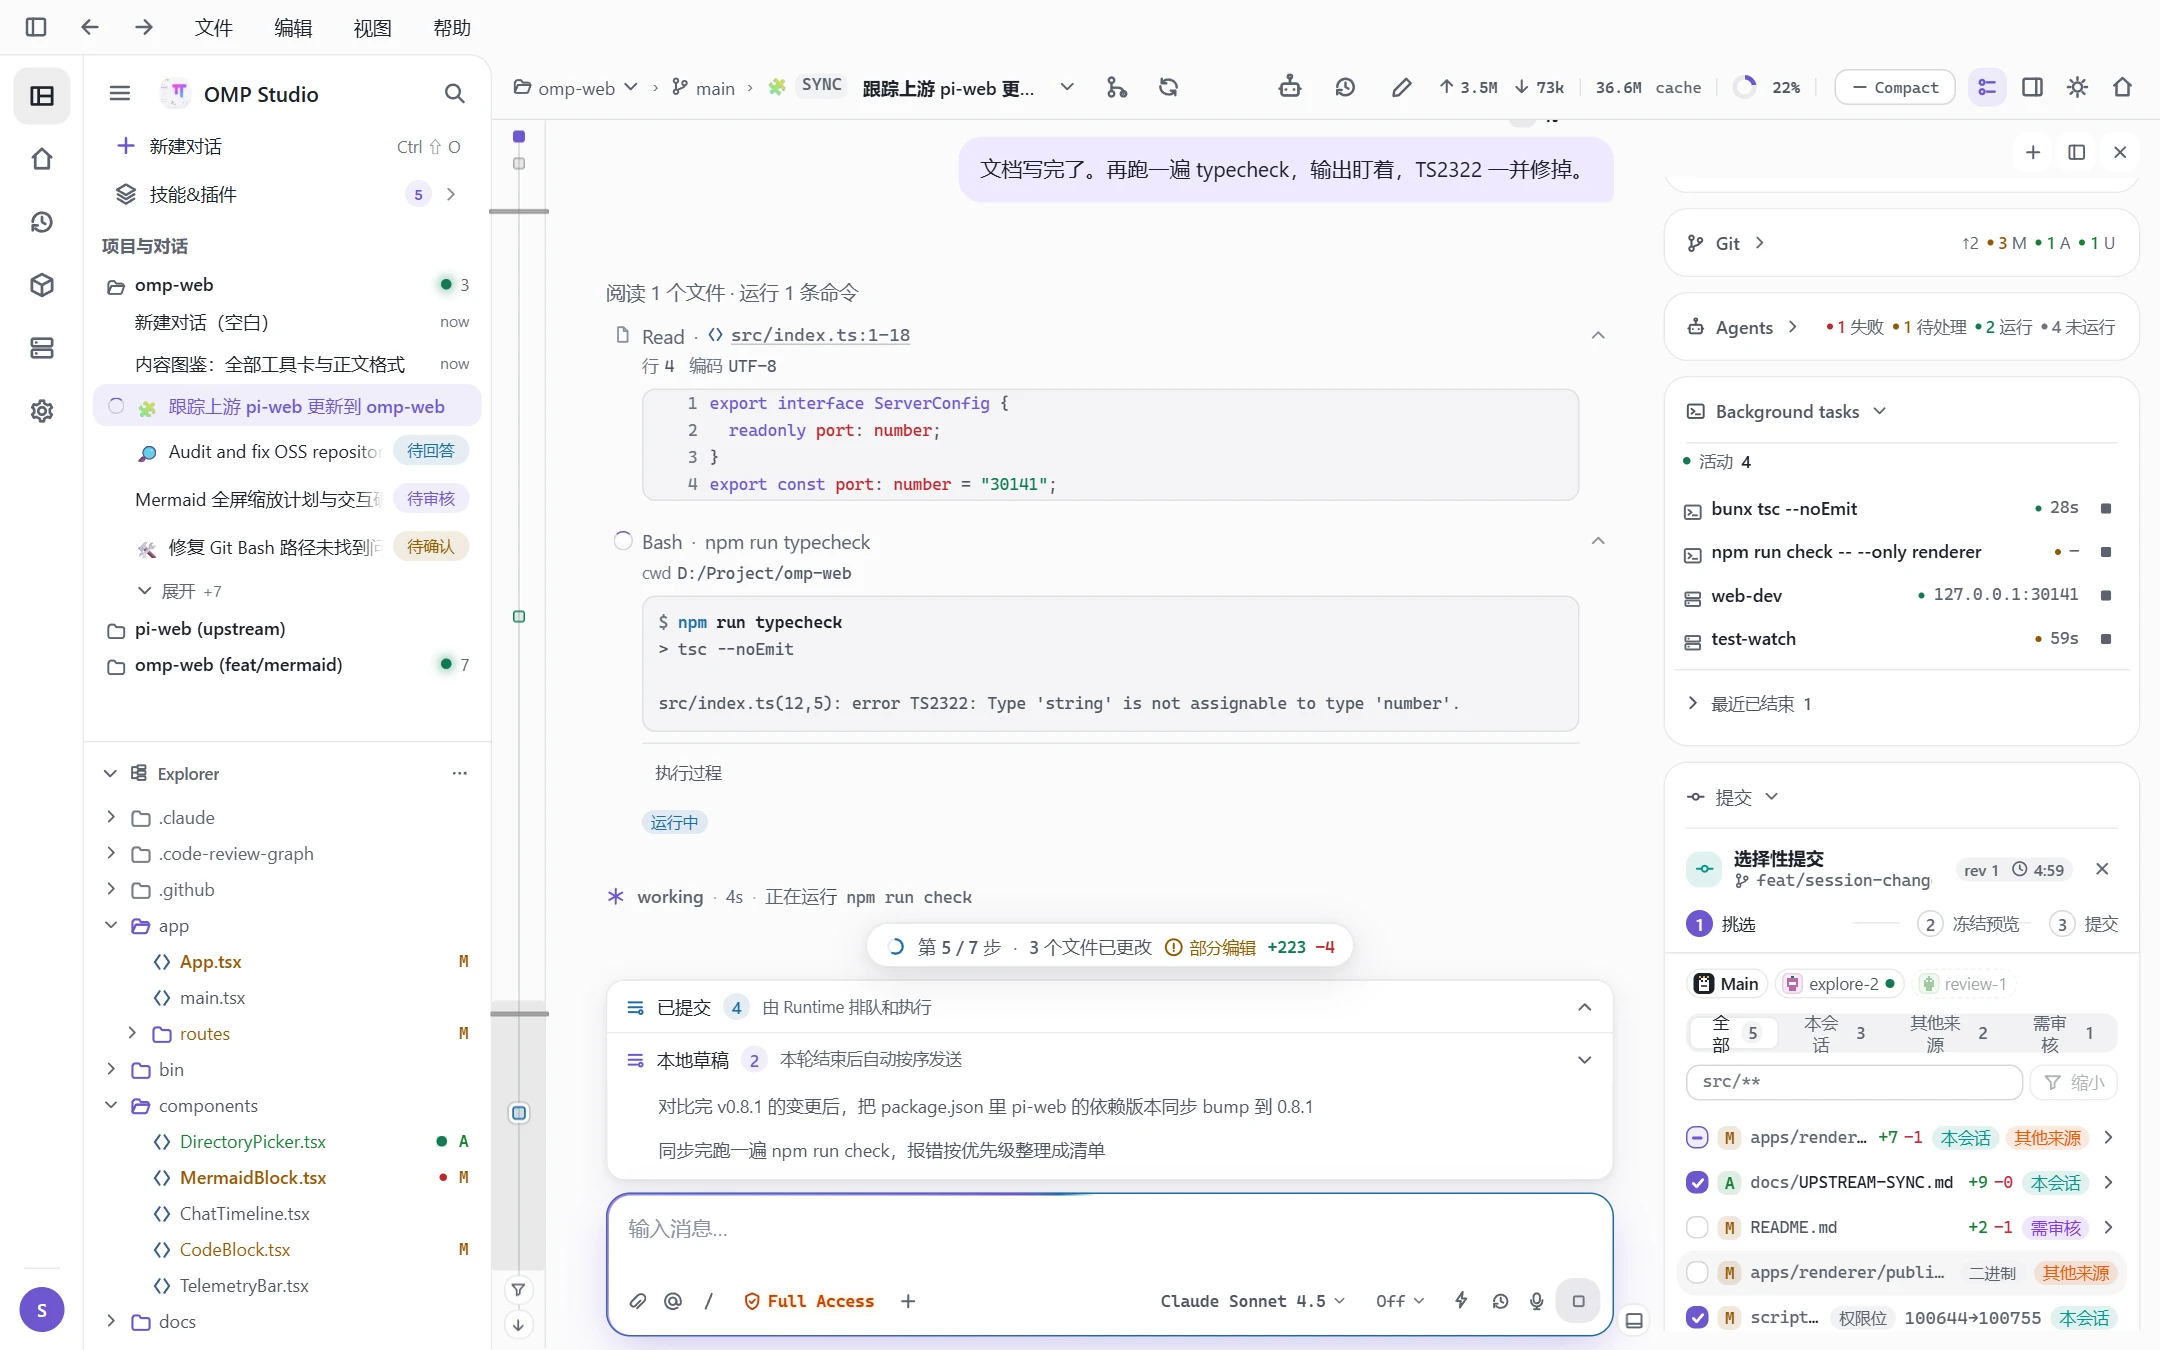 文件 编辑 视图 帮助
OMP Studio
新建对话 Ctrl ⇧ O
技能&插件 5
项目与对话
omp-web 3
新建对话（空白） now
内容图鉴：全部工具卡与正文格式 now
跟踪上游 pi-web 更新到 omp-web
Audit and fix OSS repositor 待回答
Mermaid 全屏缩放计划与交互 待审核
修复 Git Bash 路径未找到 待确认
展开 +7
pi-web (upstream)
omp-web (feat/mermaid) 7
Explorer
.claude
.code-review-graph
.github
app
App.tsx M
main.tsx
routes M
bin
components
DirectoryPicker.tsx A
MermaidBlock.tsx M
ChatTimeline.tsx
CodeBlock.tsx M
TelemetryBar.tsx
docs
S
omp-web › main › SYNC 跟踪上游 pi-web 更... ↑ 3.5M ↓ 73k 36.6M cache 22% — Compact
文档写完了。再跑一遍 typecheck，输出盯着，TS2322 一并修掉。
阅读 1 个文件 · 运行 1 条命令
Read · src/index.ts:1-18
行 4 编码 UTF-8
1 export interface ServerConfig {
2 readonly port: number;
3 }
4 export const port: number = "30141";
Bash · npm run typecheck
cwd D:/Project/omp-web
$ npm run typecheck
> tsc --noEmit
src/index.ts(12,5): error TS2322: Type 'string' is not assignable to type 'number'.
执行过程
运行中
working · 4s · 正在运行 npm run check
第 5 / 7 步 · 3 个文件已更改 部分编辑 +223 −4
已提交 4 由 Runtime 排队和执行
本地草稿 2 本轮结束后自动按序发送
对比完 v0.8.1 的变更后，把 package.json 里 pi-web 的依赖版本同步 bump 到 0.8.1
同步完跑一遍 npm run check，报错按优先级整理成清单
输入消息...
@ / Full Access + Claude Sonnet 4.5 Off
Git ↑2 • 3 M • 1 A • 1 U
Agents • 1 失败 • 1 待处理 • 2 运行 • 4 未运行
Background tasks
活动 4
bunx tsc --noEmit 28s
npm run check -- --only renderer —
web-dev 127.0.0.1:30141
test-watch 59s
最近已结束 1
提交
选择性提交
feat/session-chang
rev 1 4:59
1 挑选 2 冻结预览 3 提交
Main explore-2 review-1
全部 5 本会话 3 其他来源 2 需审核 1
src/** 缩小
M apps/render... +7 −1 本会话 其他来源
A docs/UPSTREAM-SYNC.md +9 −0 本会话
M README.md +2 −1 需审核
M apps/renderer/publi... 二进制 其他来源
M script... 权限位 100644→100755 本会话